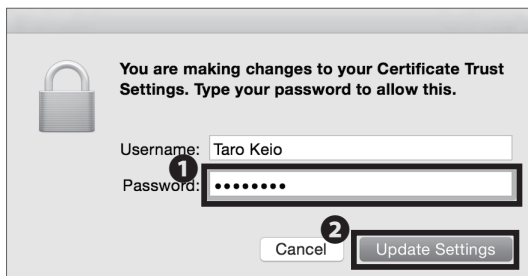 You are making changes to your Certificate Trust
Settings. Type your password to allow this.
Username: Taro Keio
1
Password: ••••••••
2
Cancel Update Settings